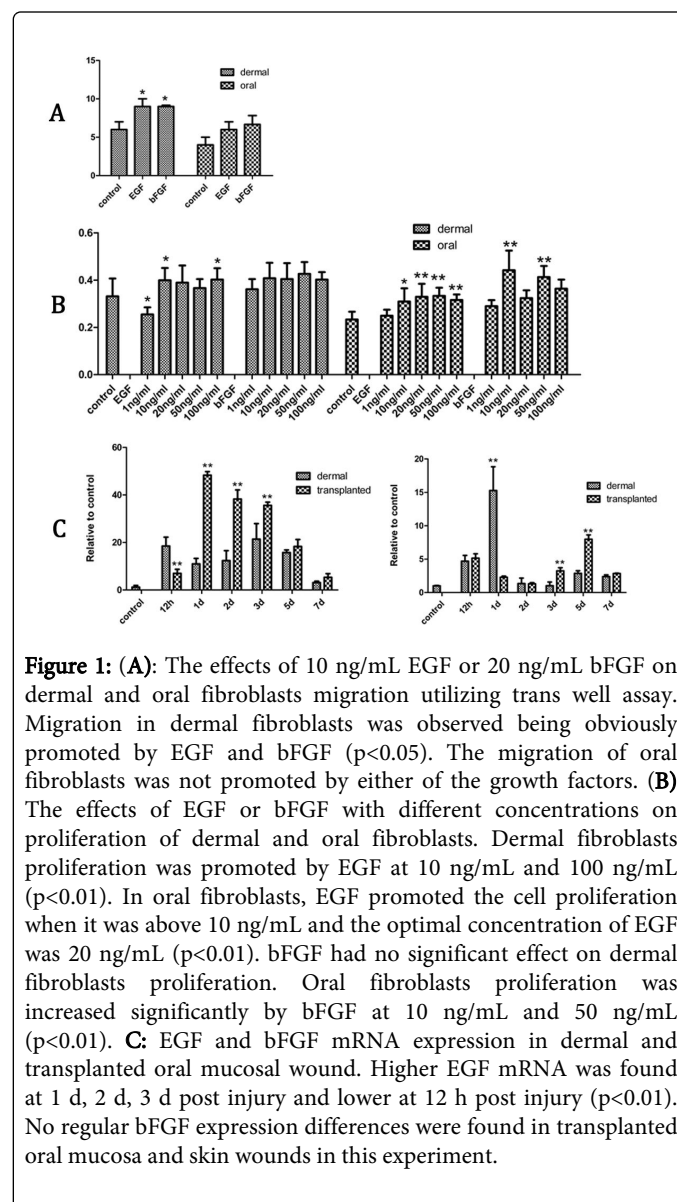 A
15
10
5
0
dermal
oral
*
*
control
EGF
bFGF
control
EGF
bFGF
B
0.6
0.4
0.2
0.0
dermal
oral
*
*
*
*
**
**
**
**
**
control
EGF
1ng/ml
10ng/ml
20ng/ml
50ng/ml
100ng/ml
bFGF
1ng/ml
10ng/ml
20ng/ml
50ng/ml
100ng/ml
control
EGF
1ng/ml
10ng/ml
20ng/ml
50ng/ml
100ng/ml
bFGF
1ng/ml
10ng/ml
20ng/ml
50ng/ml
100ng/ml
C
Relative to control
60
40
20
0
dermal
transplanted
**
**
**
**
control
12h
1d
2d
3d
5d
7d
Relative to control
20
15
10
5
0
dermal
transplanted
**
**
**
control
12h
1d
2d
3d
5d
7d
Figure 1: (A): The effects of 10 ng/mL EGF or 20 ng/mL bFGF on
dermal and oral fibroblasts migration utilizing trans well assay.
Migration in dermal fibroblasts was observed being obviously
promoted by EGF and bFGF (p<0.05). The migration of oral
fibroblasts was not promoted by either of the growth factors. (B)
The effects of EGF or bFGF with different concentrations on
proliferation of dermal and oral fibroblasts. Dermal fibroblasts
proliferation was promoted by EGF at 10 ng/mL and 100 ng/mL
(p<0.01). In oral fibroblasts, EGF promoted the cell proliferation
when it was above 10 ng/mL and the optimal concentration of EGF
was 20 ng/mL (p<0.01). bFGF had no significant effect on dermal
fibroblasts proliferation. Oral fibroblasts proliferation was
increased significantly by bFGF at 10 ng/mL and 50 ng/mL
(p<0.01). C: EGF and bFGF mRNA expression in dermal and
transplanted oral mucosal wound. Higher EGF mRNA was found
at 1 d, 2 d, 3 d post injury and lower at 12 h post injury (p<0.01).
No regular bFGF expression differences were found in transplanted
oral mucosa and skin wounds in this experiment.